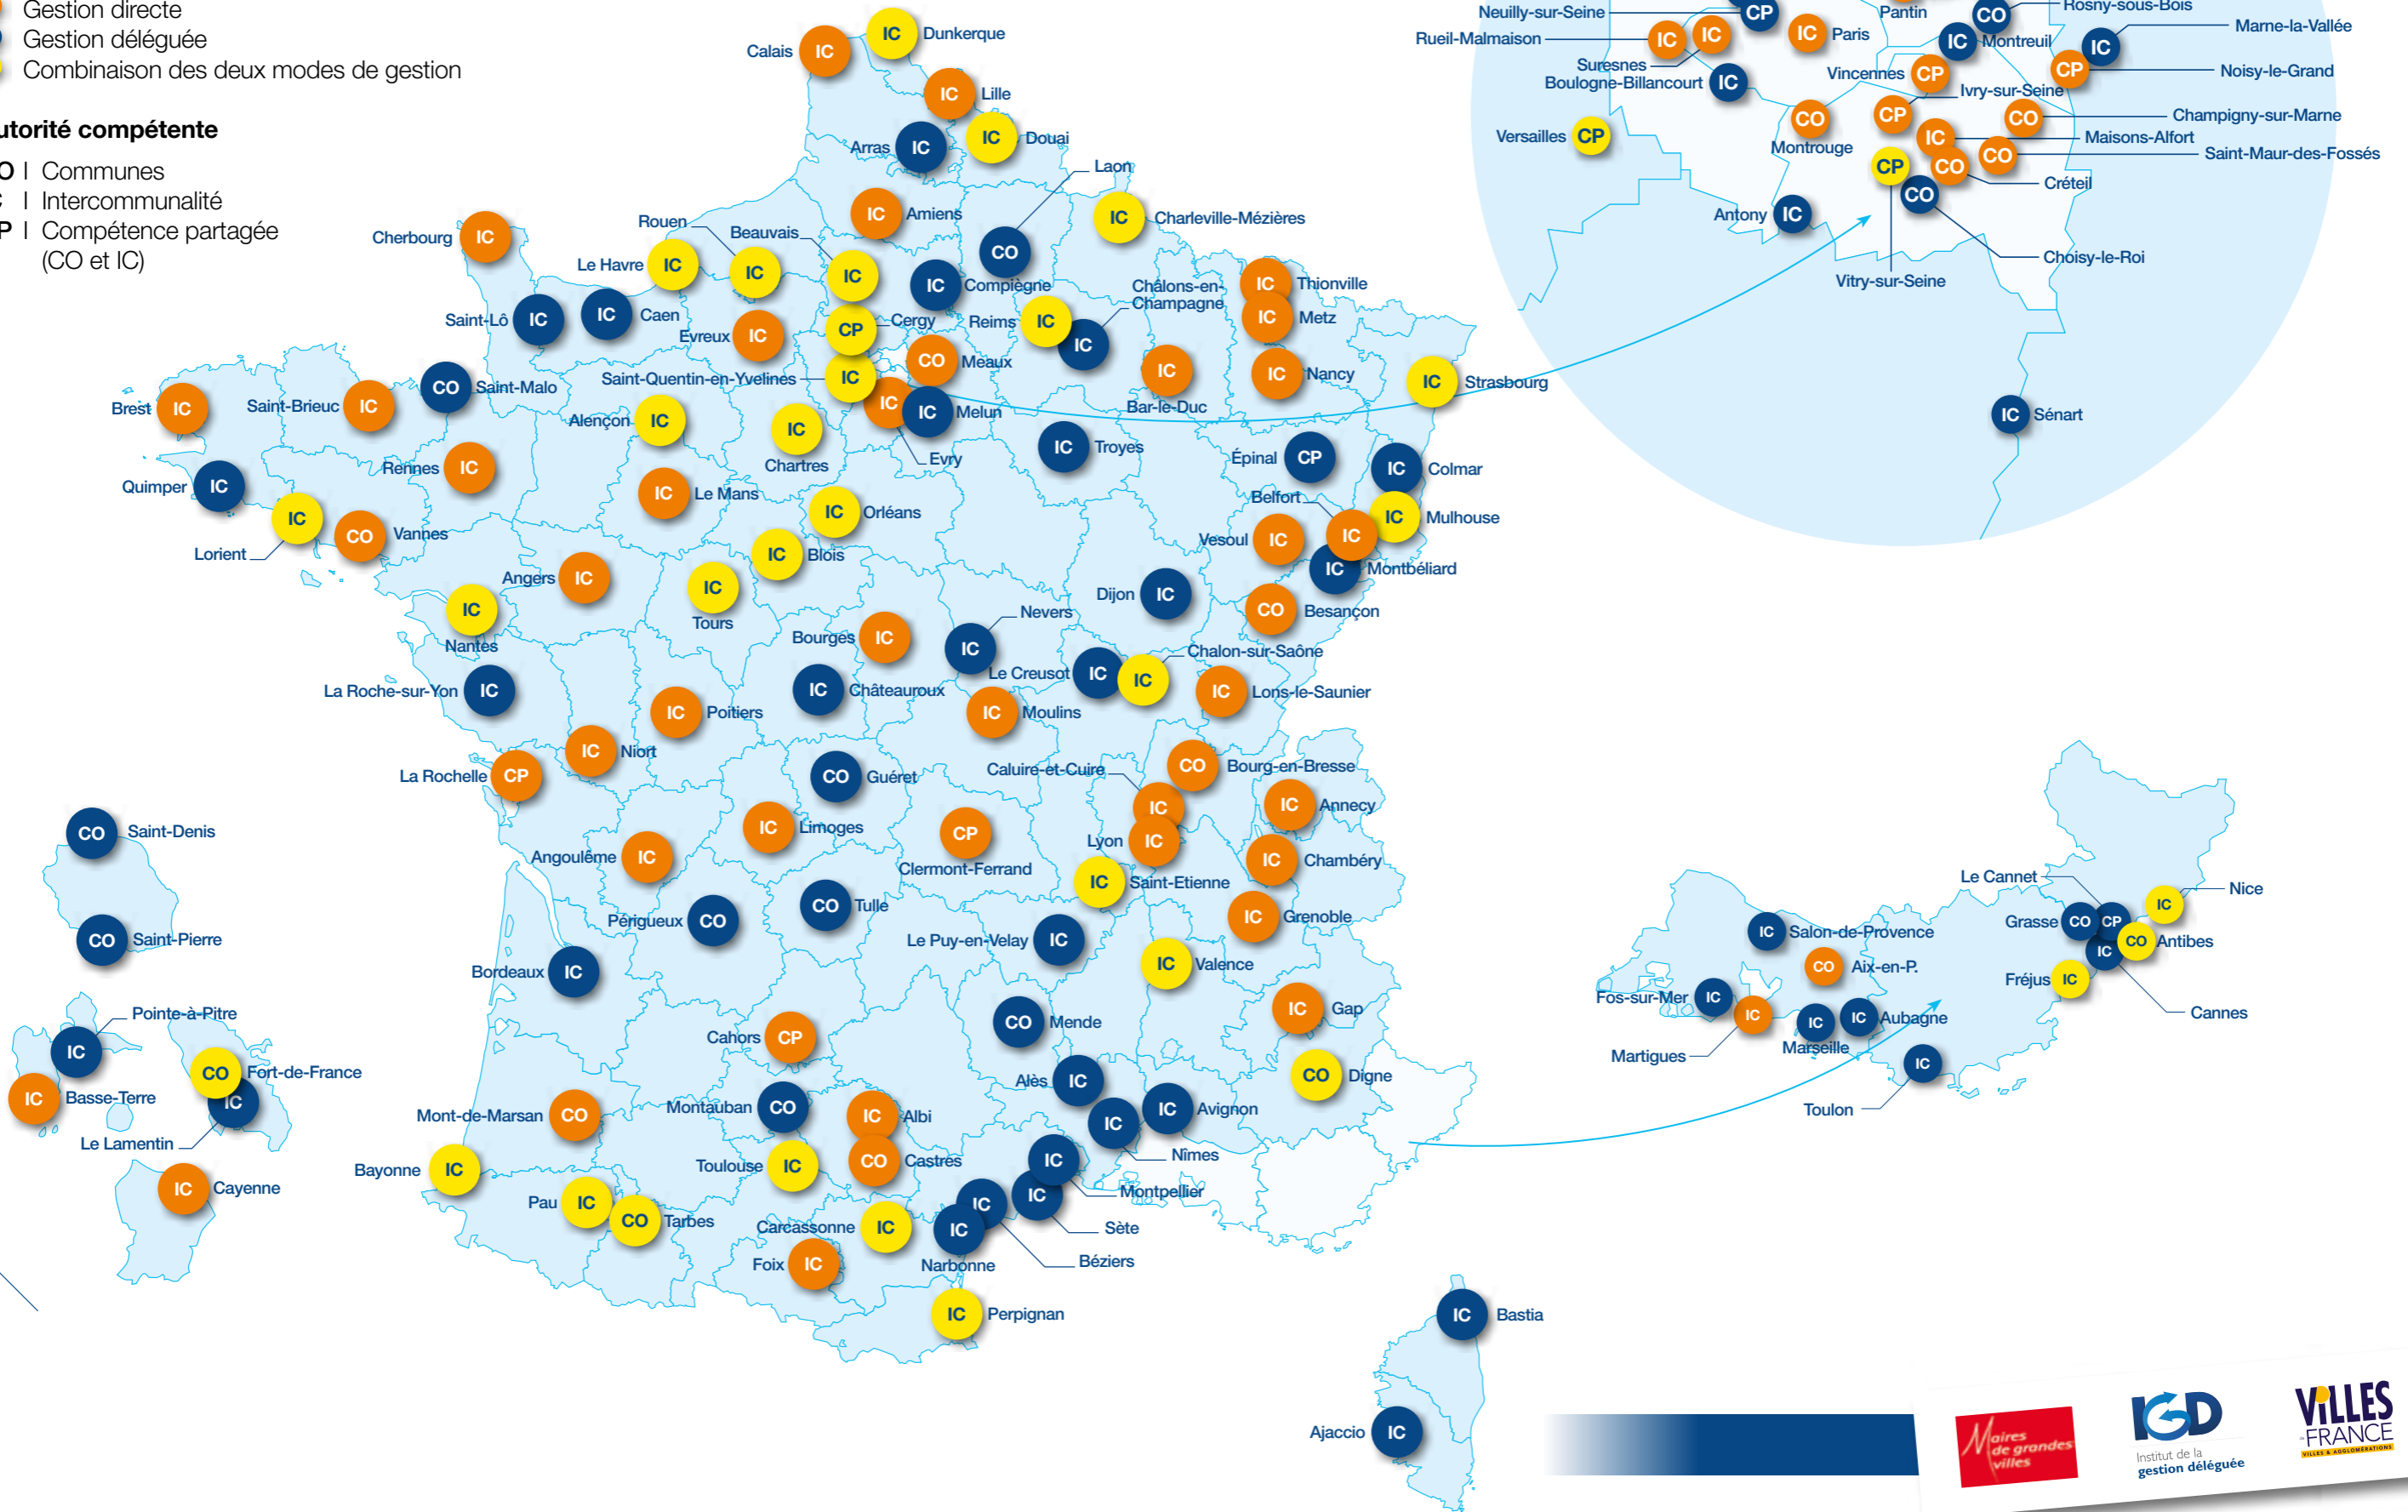 Gestion directe
Gestion déléguée
Combinaison des deux modes de gestion
utorité compétente
O I Communes
I Intercommunalité
P I Compétence partagée
(CO et IC)
Calais IC
IC Dunkerque
IC Lille
Arras IC
IC Douai
Laon
CO
IC Amiens
IC Charleville-Mézières
Cherbourg IC
Rouen
IC
Beauvais
IC
Le Havre IC
IC Compiègne
Châlons-en-
Champagne
IC
IC Thionville
IC Metz
Saint-Lô IC
IC Caen
Evreux IC
CP Cergy
Reims IC
CO Meaux
Saint-Quentin-en-Yvelines IC
IC
Bar-le-Duc
IC Nancy
IC Strasbourg
Brest IC
Saint-Brieuc IC
CO Saint-Malo
Alençon IC
IC
Chartres
IC
Evry
IC Melun
IC Troyes
Épinal CP
IC Colmar
Quimper IC
Rennes IC
IC Le Mans
IC Orléans
Belfort
IC
IC Mulhouse
IC
Lorient
CO Vannes
IC Blois
Vesoul IC
IC Montbéliard
Angers IC
IC
Tours
Dijon IC
CO Besançon
IC
Nantes
Bourges IC
Nevers
IC
Le Creusot IC
Chalon-sur-Saône
IC
La Roche-sur-Yon IC
IC Châteauroux
IC Lons-le-Saunier
IC Poitiers
IC Moulins
IC Niort
La Rochelle CP
CO Guéret
Caluire-et-Cuire
IC
CO Bourg-en-Bresse
IC Annecy
IC Limoges
CP
Clermont-Ferrand
Lyon IC
Angoulême IC
IC Chambéry
IC Saint-Etienne
Périgueux CO
CO Tulle
IC Grenoble
Le Puy-en-Velay IC
Bordeaux IC
IC Valence
CO Mende
IC Gap
Cahors CP
Alès IC
CO Digne
Mont-de-Marsan CO
Montauban CO
IC Albi
IC Avignon
IC
Nîmes
Bayonne IC
Toulouse IC
CO Castres
IC
Montpellier
Pau IC
CO Tarbes
Carcassonne IC
IC
Sète
IC
Béziers
Foix IC
IC
Narbonne
IC Perpignan
IC Bastia
Ajaccio IC
CO Saint-Denis
CO Saint-Pierre
Pointe-à-Pitre
IC
IC Basse-Terre
CO Fort-de-France
IC
Le Lamentin
IC Cayenne
Neuilly-sur-Seine CP
Pantin
CO Rosny-sous-Bois
Rueil-Malmaison IC
IC
Suresnes
IC Paris
IC Montreuil
IC Marne-la-Vallée
Boulogne-Billancourt IC
Vincennes CP
CP Noisy-le-Grand
Ivry-sur-Seine
CP
Versailles CP
CO
Montrouge
CO Champigny-sur-Marne
IC Maisons-Alfort
CO Saint-Maur-des-Fossés
CP
CO
Créteil
CO
Antony IC
Choisy-le-Roi
Vitry-sur-Seine
IC Sénart
Le Cannet
CP
IC Nice
IC Salon-de-Provence
Grasse CO
CO Antibes
CO Aix-en-P.
IC
Cannes
Fréjus IC
Fos-sur-Mer IC
IC
Martigues
IC
Marseille
IC Aubagne
IC
Toulon
Maires
de grandes
villes
IGD
Institut de la
gestion déléguée
VILLES
DE FRANCE
VILLES & AGGLOMÉRATIONS